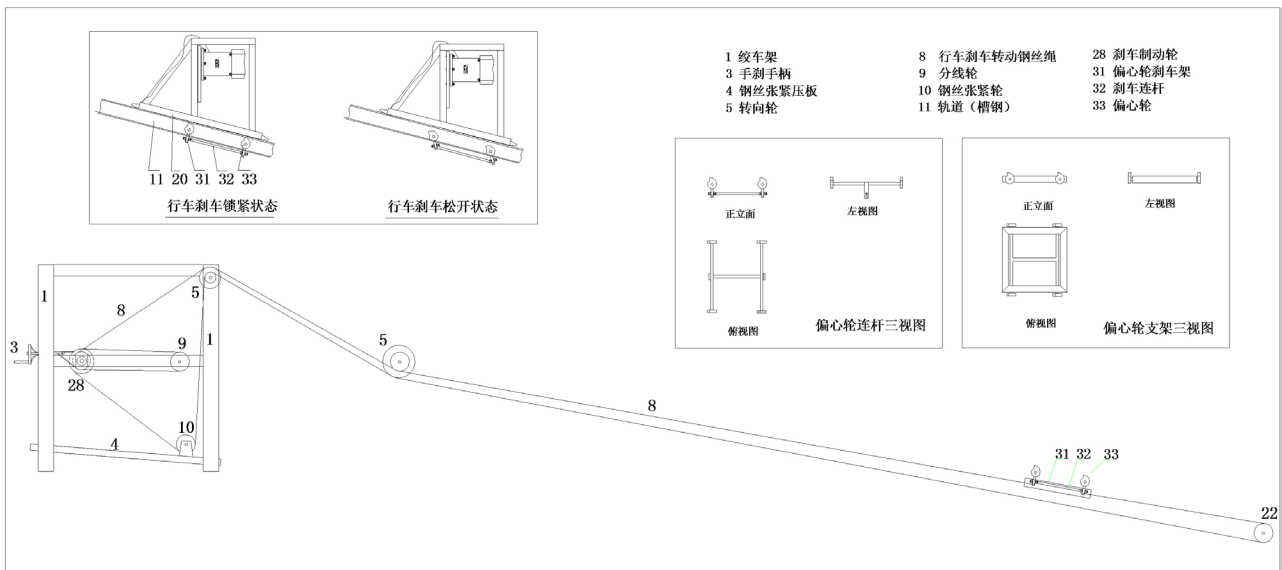 1 绞车架
3 手刹手柄
4 钢丝张紧压板
5 转向轮
8 行车刹车转动钢丝绳
9 分线轮
10 钢丝张紧轮
11 轨道（槽钢）
28 刹车制动轮
31 偏心轮刹车架
32 刹车连杆
33 偏心轮
11 20 31 32 33
行车刹车锁紧状态
行车刹车松开状态
正立面
左视图
俯视图
偏心轮连杆三视图
正立面
左视图
俯视图
偏心轮支架三视图
1
5
8
1
3
9
5
28
8
10
4
31 32 33
22